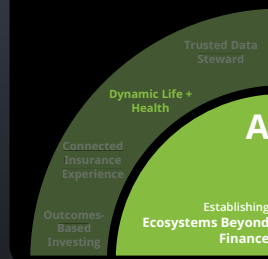 Trusted Data
Steward
Dynamic Life +
Health
Connected
Insurance
Experience
Outcomes-
Based
Investing
A
Establishing
Ecosystems Beyond
Finance